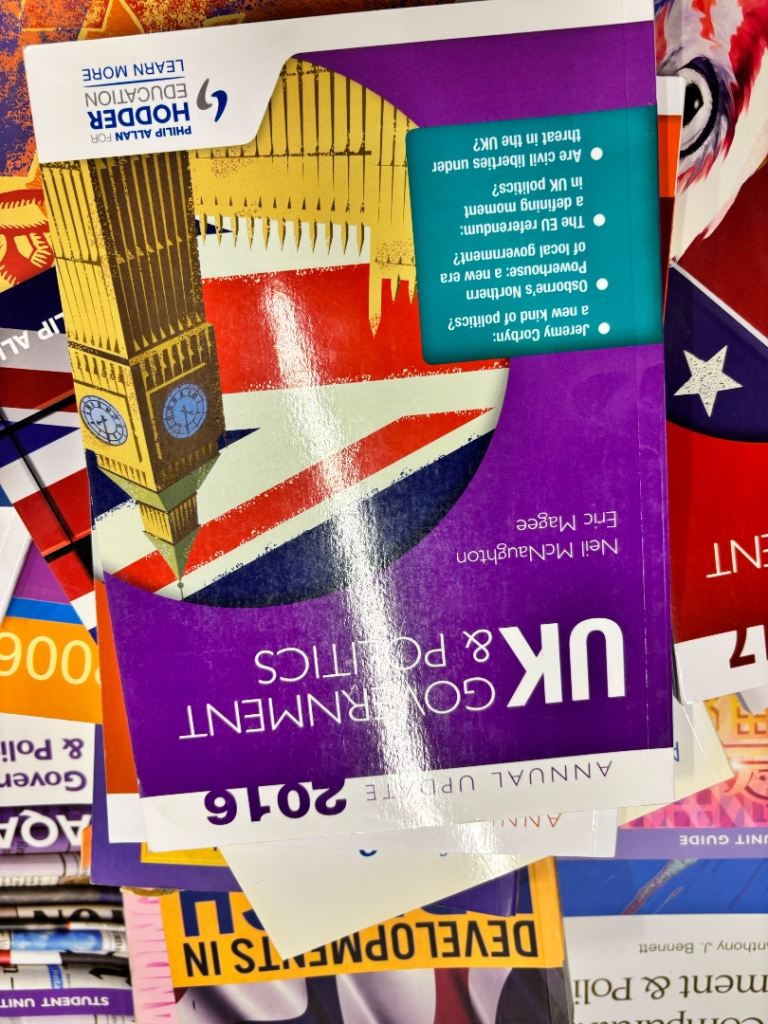 ANNUAL UPDATE 2016
UK GOVERNMENT
& POLITICS
Neil McNaughton
Eric Magee
Jeremy Corbyn:
a new kind of politics?
Osborne's Northern
Powerhouse: a new era
of local government?
The EU referendum:
a defining moment
in UK politics?
Are civil liberties under
threat in the UK?
PHILIP ALLAN FOR
HODDER
EDUCATION
LEARN MORE
DEVELOPMENTS IN
UNIT GUIDE
Anthony J. Bennett
STUDENT UNIT
AQA
& Poli